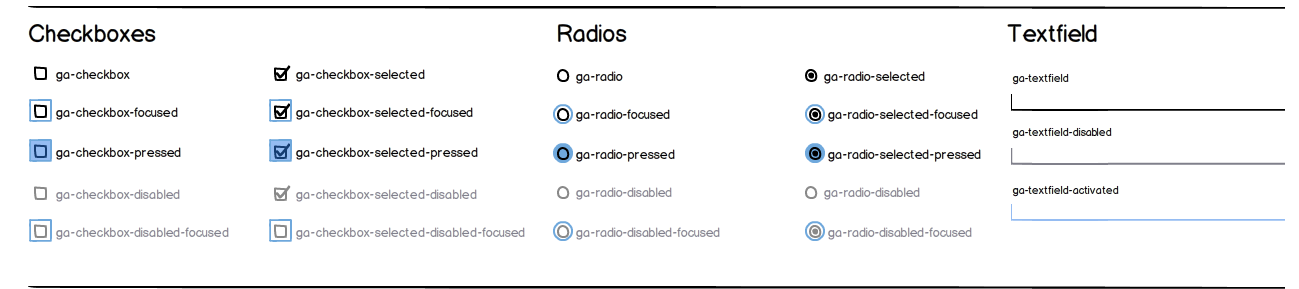 Checkboxes
ga-checkbox
ga-checkbox-focused
ga-checkbox-pressed
ga-checkbox-disabled
ga-checkbox-disabled-focused
ga-checkbox-selected
ga-checkbox-selected-focused
ga-checkbox-selected-pressed
ga-checkbox-selected-disabled
ga-checkbox-selected-disabled-focused
Radios
ga-radio
ga-radio-focused
ga-radio-pressed
ga-radio-disabled
ga-radio-disabled-focused
ga-radio-selected
ga-radio-selected-focused
ga-radio-selected-pressed
ga-radio-disabled
ga-radio-disabled-focused
Textfield
ga-textfield
ga-textfield-disabled
ga-textfield-activated